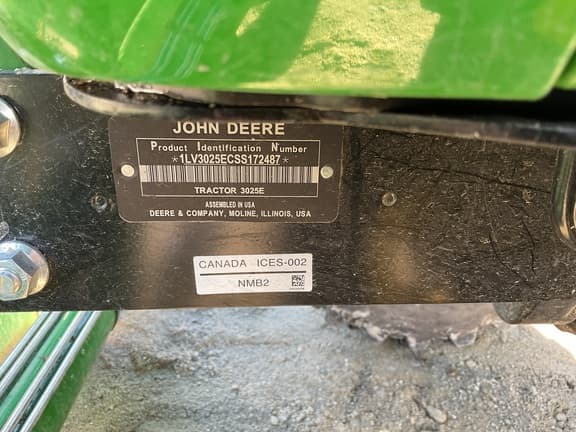 JOHN DEERE
Product Identification Number
*1LV3025ECSS172487*
TRACTOR 3025E
ASSEMBLED IN USA
DEERE & COMPANY, MOLINE, ILLINOIS, USA
CANADA ICES-002
NMB2